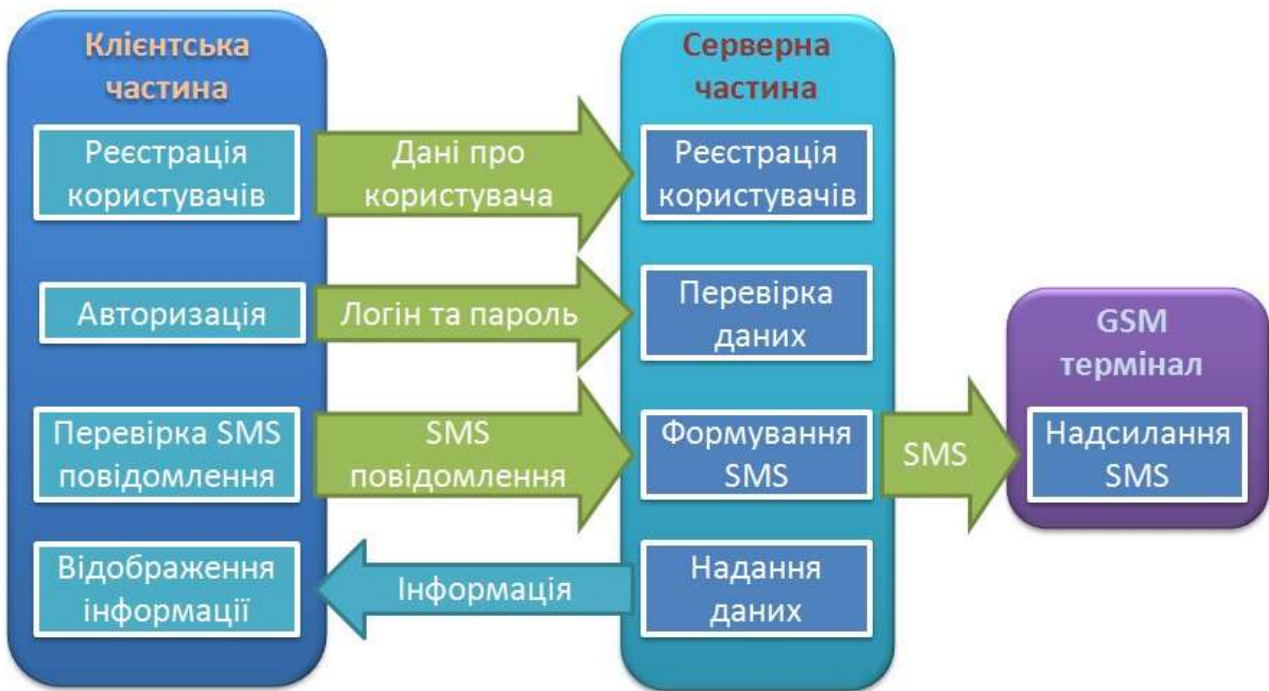 Клієнтська
частина
Реєстрація
користувачів
Авторизація
Перевірка SMS
повідомлення
Відображення
інформації
Дані про
користувача
Логін та пароль
SMS
повідомлення
Інформація
Серверна
частина
Реєстрація
користувачів
Перевірка
даних
Формування
SMS
Надання
даних
SMS
GSM
термінал
Надсилання
SMS